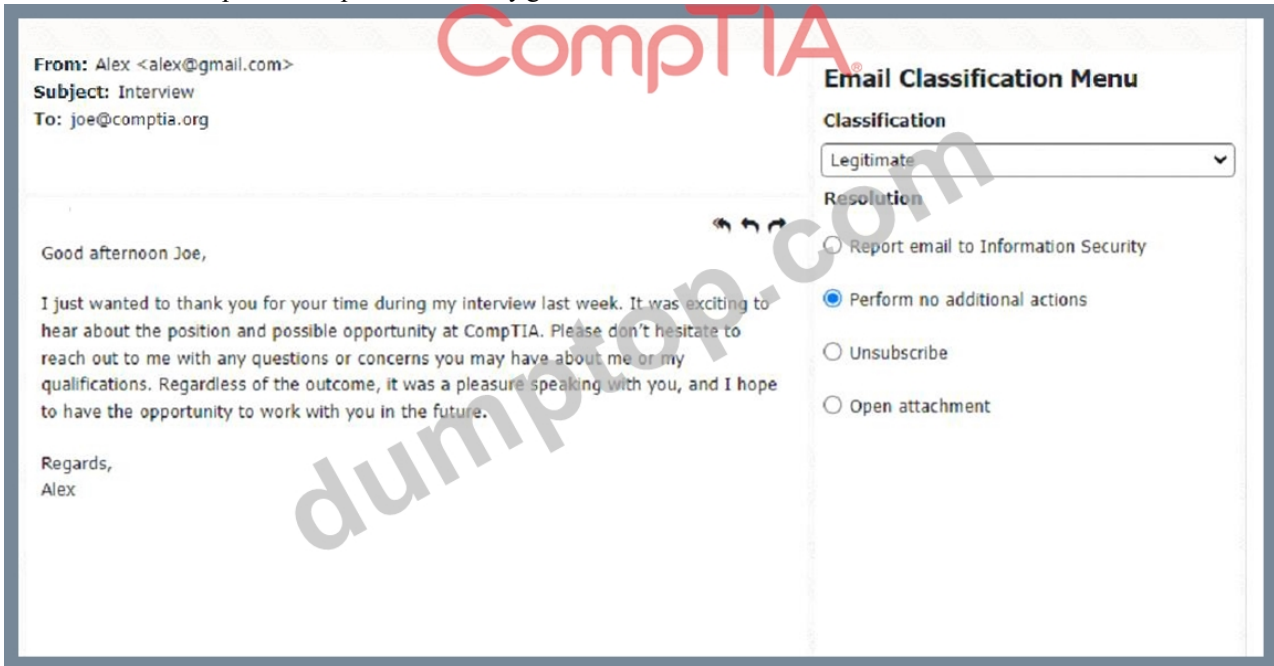 CompTIA
From: Alex <alex@gmail.com>
Subject: Interview
To: joe@comptia.org
Good afternoon Joe,
I just wanted to thank you for your time during my interview last week. It was exciting to
hear about the position and possible opportunity at CompTIA. Please don't hesitate to
reach out to me with any questions or concerns you may have about me or my
qualifications. Regardless of the outcome, it was a pleasure speaking with you, and I hope
to have the opportunity to work with you in the future.
Regards,
Alex
Email Classification Menu
Classification
Legitimate
Resolution
Report email to Information Security
Perform no additional actions
Unsubscribe
Open attachment
dumptop.com